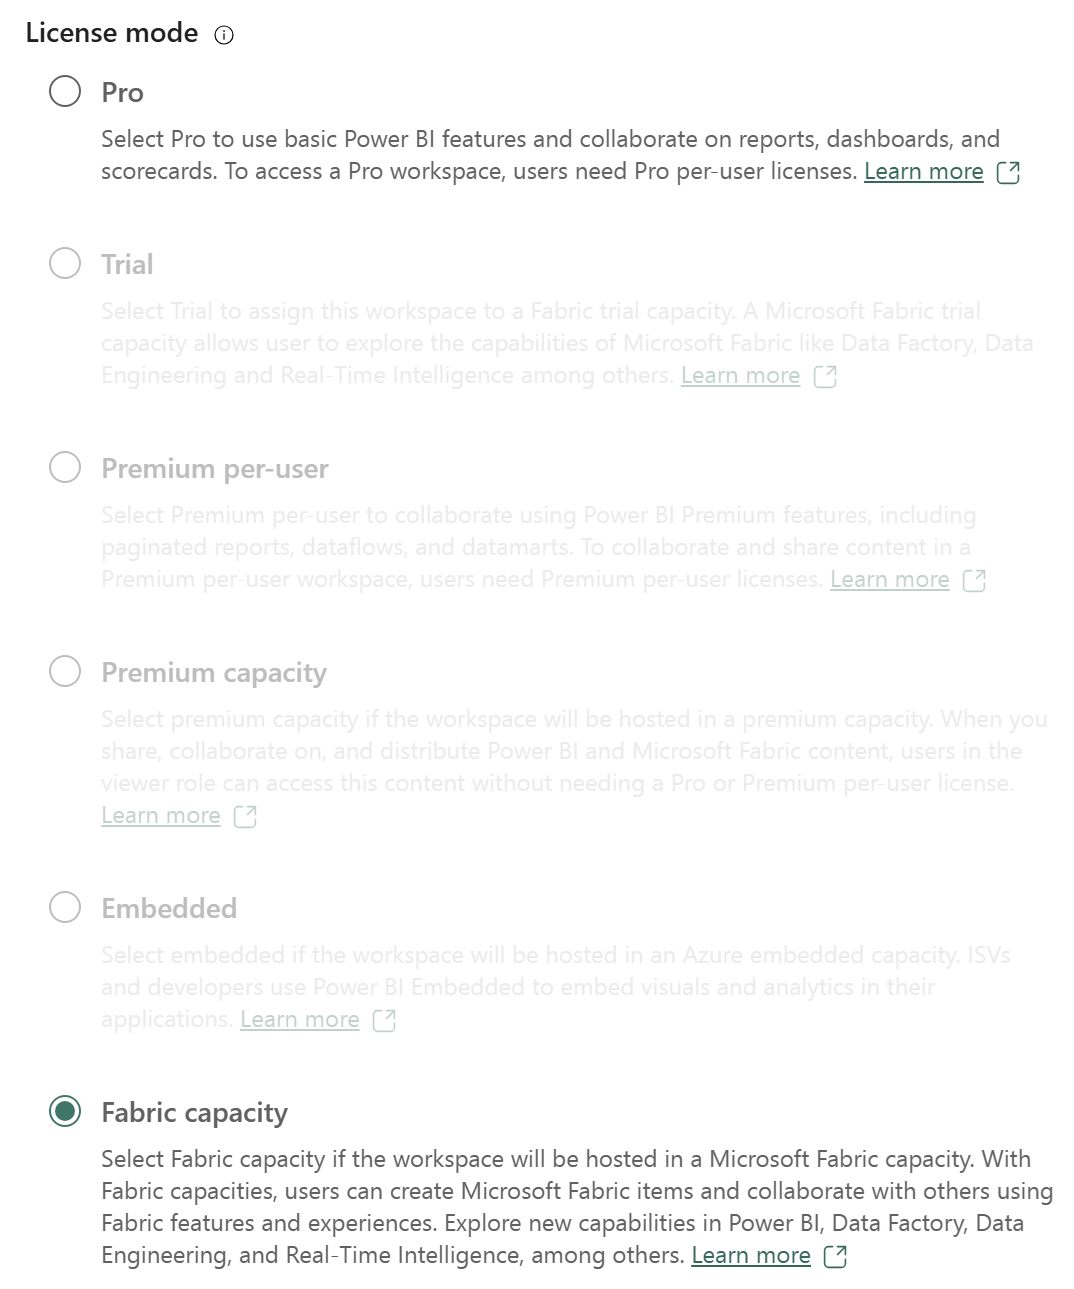 License mode
Pro
Select Pro to use basic Power BI features and collaborate on reports, dashboards, and
scorecards. To access a Pro workspace, users need Pro per-user licenses. Learn more
Trial
Select Trial to assign this workspace to a Fabric trial capacity. A Microsoft Fabric trial
capacity allows user to explore the capabilities of Microsoft Fabric like Data Factory, Data
Engineering and Real-Time Intelligence among others. Learn more
Premium per-user
Select Premium per-user to collaborate using Power BI Premium features, including
paginated reports, dataflows, and datamarts. To collaborate and share content in a
Premium per-user workspace, users need Premium per-user licenses. Learn more
Premium capacity
Select premium capacity if the workspace will be hosted in a premium capacity. When you
share, collaborate on, and distribute Power BI and Microsoft Fabric content, users in the
viewer role can access this content without needing a Pro or Premium per-user license.
Learn more
Embedded
Select embedded if the workspace will be hosted in an Azure embedded capacity. ISVs
and developers use Power BI Embedded to embed visuals and analytics in their
applications. Learn more
Fabric capacity
Select Fabric capacity if the workspace will be hosted in a Microsoft Fabric capacity. With
Fabric capacities, users can create Microsoft Fabric items and collaborate with others using
Fabric features and experiences. Explore new capabilities in Power BI, Data Factory, Data
Engineering, and Real-Time Intelligence, among others. Learn more